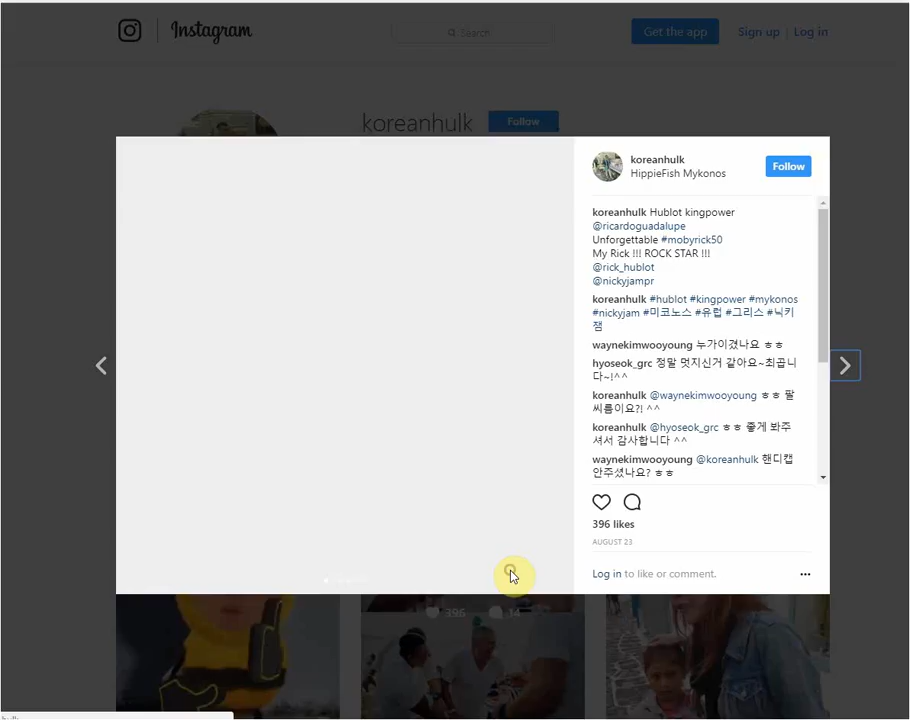 Instagram
Search
Get the app
Sign up | Log in
koreanhulk
Follow
koreanhulk
HippieFish Mykonos
Follow
koreanhulk Hublot kingpower
@ricardoguadalupe
Unforgettable #mobyrick50
My Rick !!! ROCK STAR !!!
@rick_hublot
@nickyjampr
koreanhulk #hublot #kingpower #mykonos
#nickyjam #미코노스 #유럽 #그리스 #닉키
잼
waynekimwooyoung 누가이겼나요 ㅎㅎ
hyoseok_grc 정말 멋지신거 같아요~최곱니
다~!^^
koreanhulk @waynekimwooyoung ㅎㅎ 팔
씨름이요?! ^^
koreanhulk @hyoseok_grc ㅎㅎ 좋게 봐주
셔서 감사합니다 ^^
waynekimwooyoung @koreanhulk 핸디캡
안주셨나요? ㅎㅎ
396 likes
AUGUST 23
Log in to like or comment.
396 14